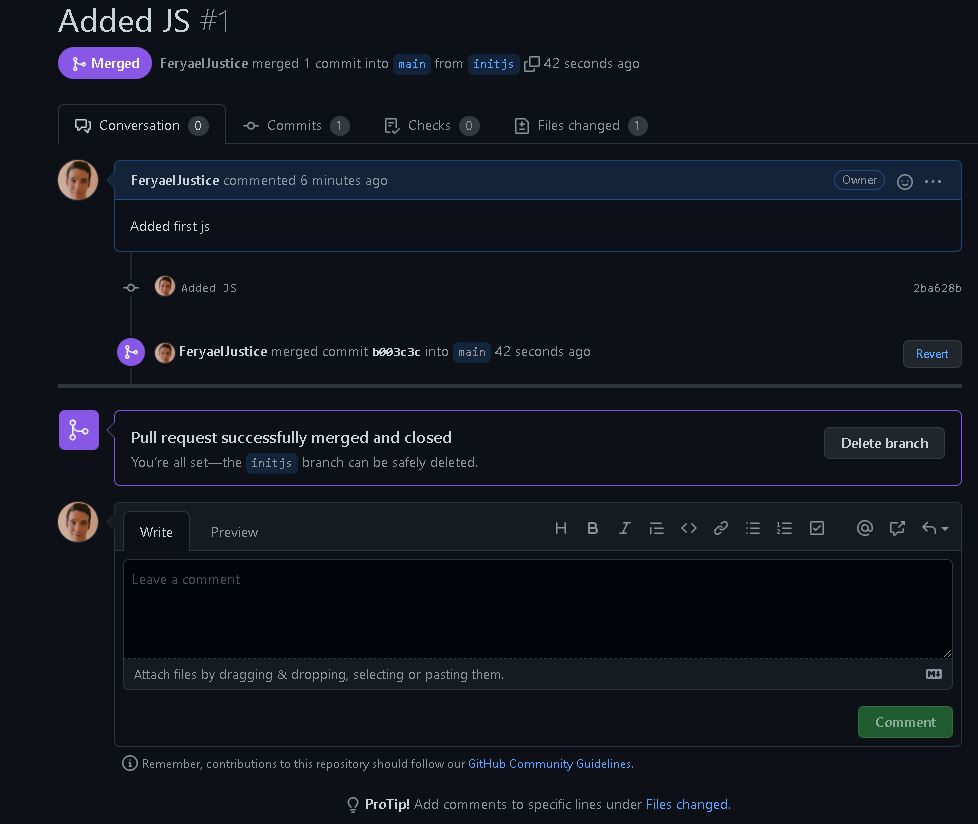 Added JS #1
Merged FeryaelJustice merged 1 commit into main from initjs 42 seconds ago
Conversation 0 Commits 1 Checks 0 Files changed 1
FeryaelJustice commented 6 minutes ago Owner
Added first js
Added JS 2ba628b
FeryaelJustice merged commit b003c3c into main 42 seconds ago Revert
Pull request successfully merged and closed
You're all set—the initjs branch can be safely deleted.
Delete branch
Write Preview
Leave a comment
Attach files by dragging & dropping, selecting or pasting them.
Comment
Remember, contributions to this repository should follow our GitHub Community Guidelines.
ProTip! Add comments to specific lines under Files changed.